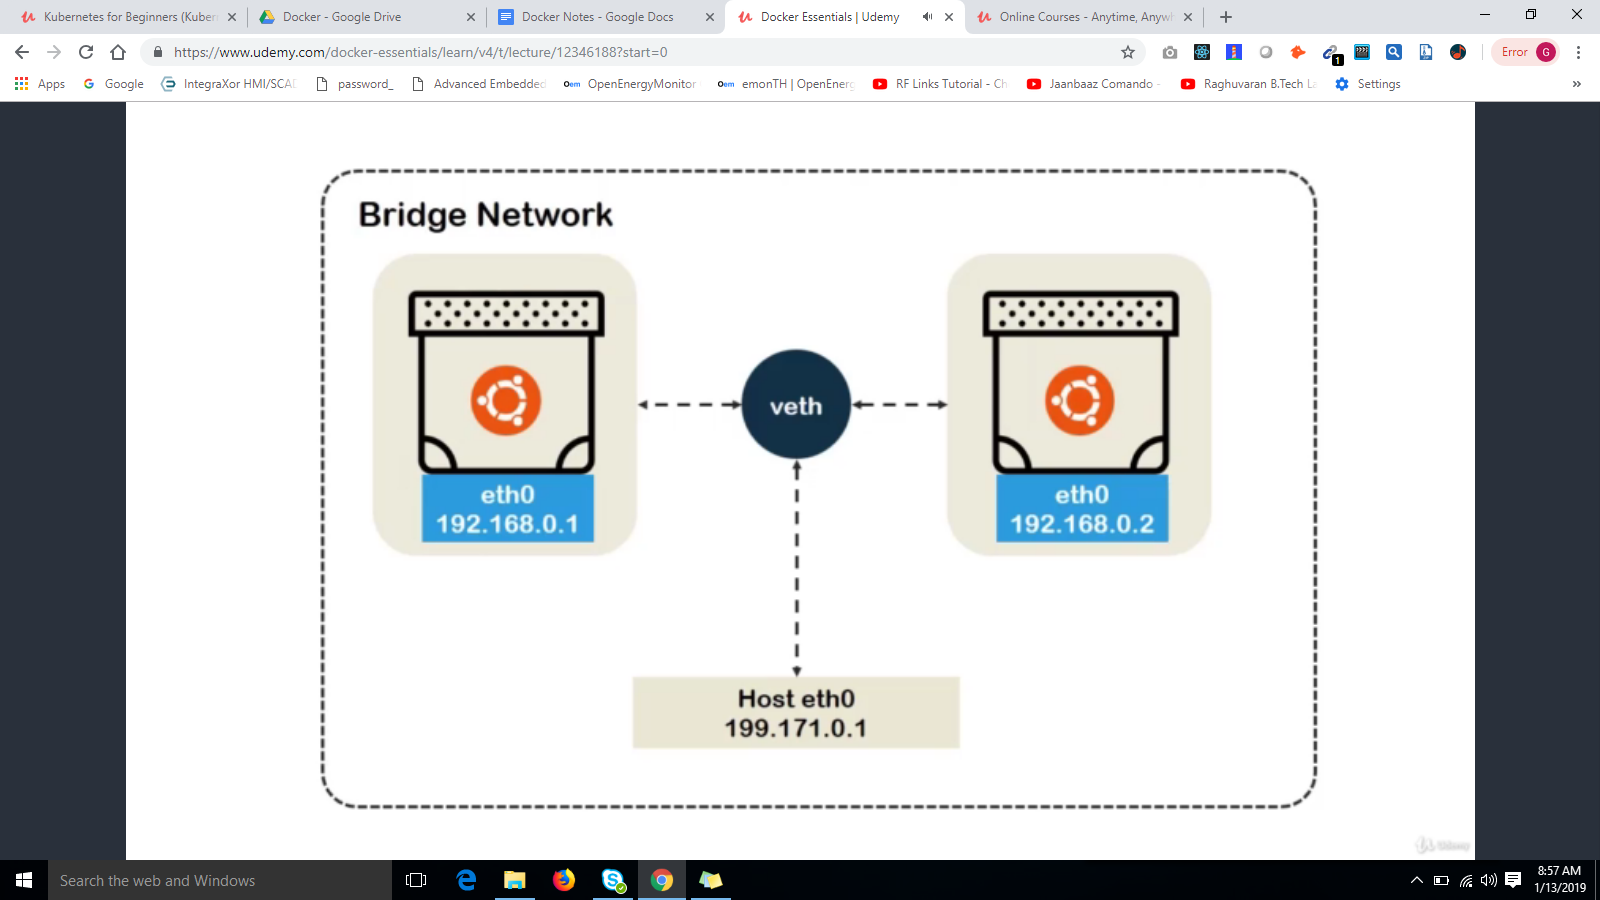 Kubernetes for Beginners (Kuber
Docker - Google Drive
Docker Notes - Google Docs
Docker Essentials | Udemy
Online Courses - Anytime, Anyw
https://www.udemy.com/docker-essentials/learn/v4/t/lecture/12346188?start=0
1
Error
G
Apps
Google
IntegraXor HMI/SCAD
password_
Advanced Embedded
OpenEnergyMonitor
emonTH | OpenEnerg
RF Links Tutorial - Ch
Jaanbaaz Comando -
Raghuvaran B.Tech La
Settings
»
Bridge Network
veth
eth0
192.168.0.1
eth0
192.168.0.2
Host eth0
199.171.0.1
Udemy
Search the web and Windows
8:57 AM
1/13/2019